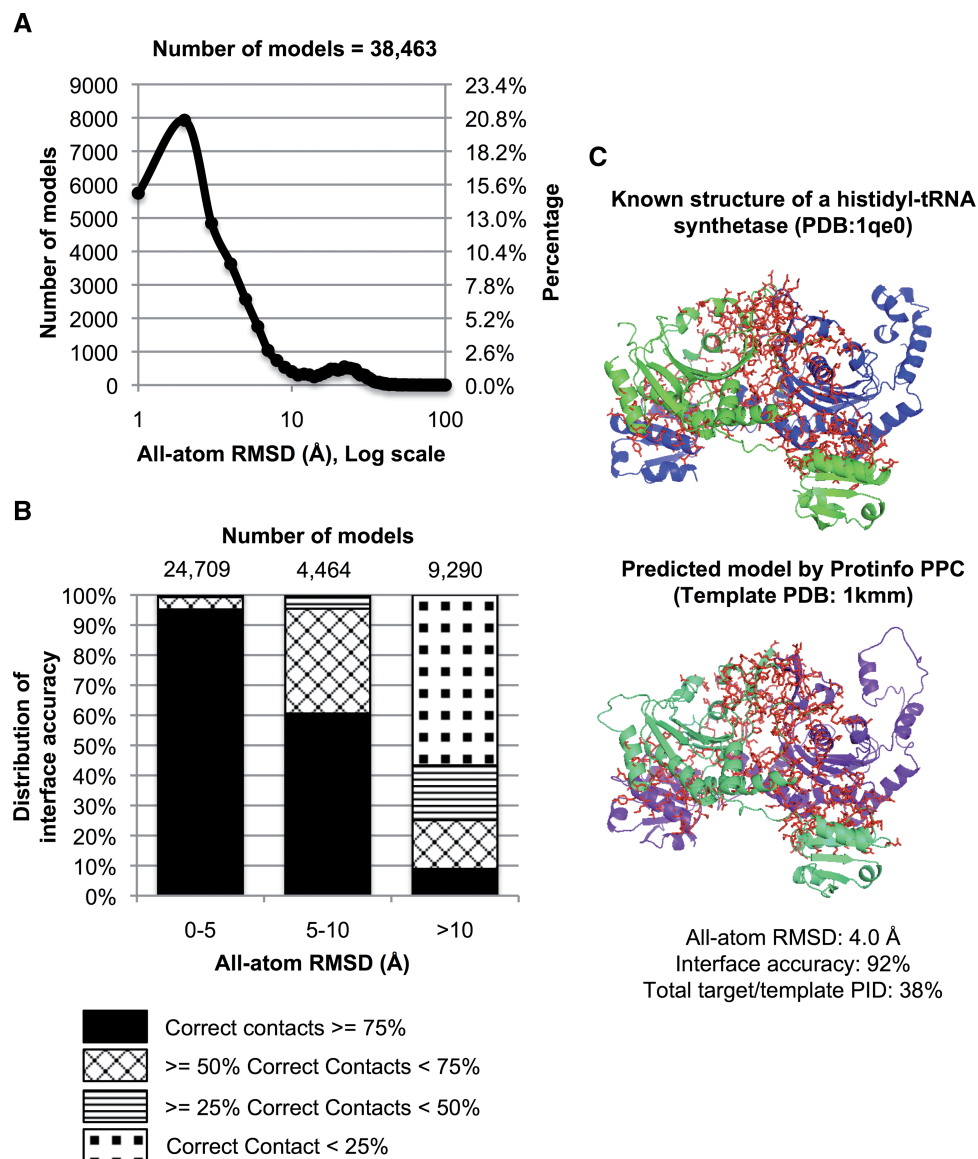 A
Number of models = 38,463
9000
8000
7000
6000
5000
4000
3000
2000
1000
0
Number of models
23.4%
20.8%
18.2%
15.6%
13.0%
10.4%
7.8%
5.2%
2.6%
0.0%
Percentage
1 10 100
All-atom RMSD (Å), Log scale
B
Number of models
24,709 4,464 9,290
100%
90%
80%
70%
60%
50%
40%
30%
20%
10%
0%
Distribution of
interface accuracy
0-5 5-10 >10
All-atom RMSD (Å)
Correct contacts >= 75%
>= 50% Correct Contacts < 75%
>= 25% Correct Contacts < 50%
Correct Contact < 25%
C
Known structure of a histidyl-tRNA
synthetase (PDB:1qe0)
Predicted model by Protinfo PPC
(Template PDB: 1kmm)
All-atom RMSD: 4.0 Å
Interface accuracy: 92%
Total target/template PID: 38%